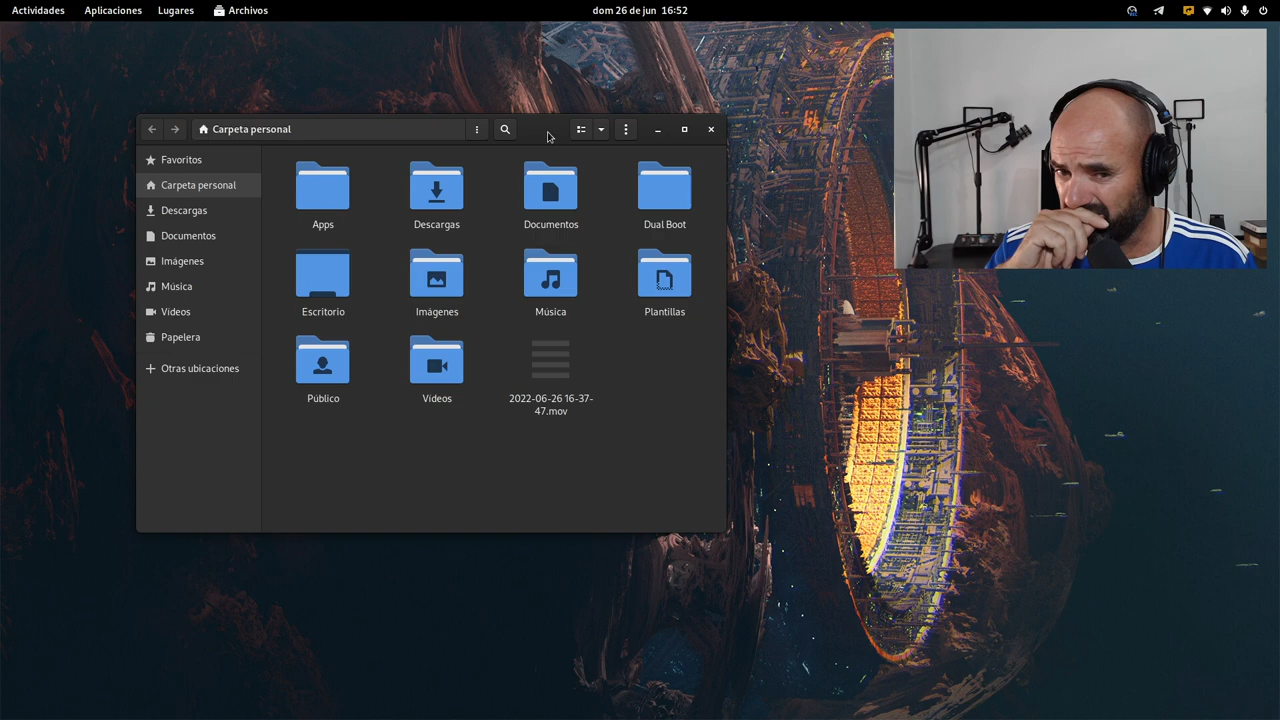 Actividades Aplicaciones Lugares Archivos dom 26 de jun 16:52
Carpeta personal
Favoritos
Carpeta personal
Descargas
Documentos
Imágenes
Música
Vídeos
Papelera
Otras ubicaciones
Apps Descargas Documentos Dual Boot
Escritorio Imágenes Música Plantillas
Público Vídeos 2022-06-26 16-37-
47.mov